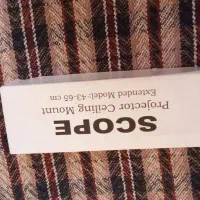 SCOPE
Projector Ceiling Mount
Extended Model:-43-65 cm